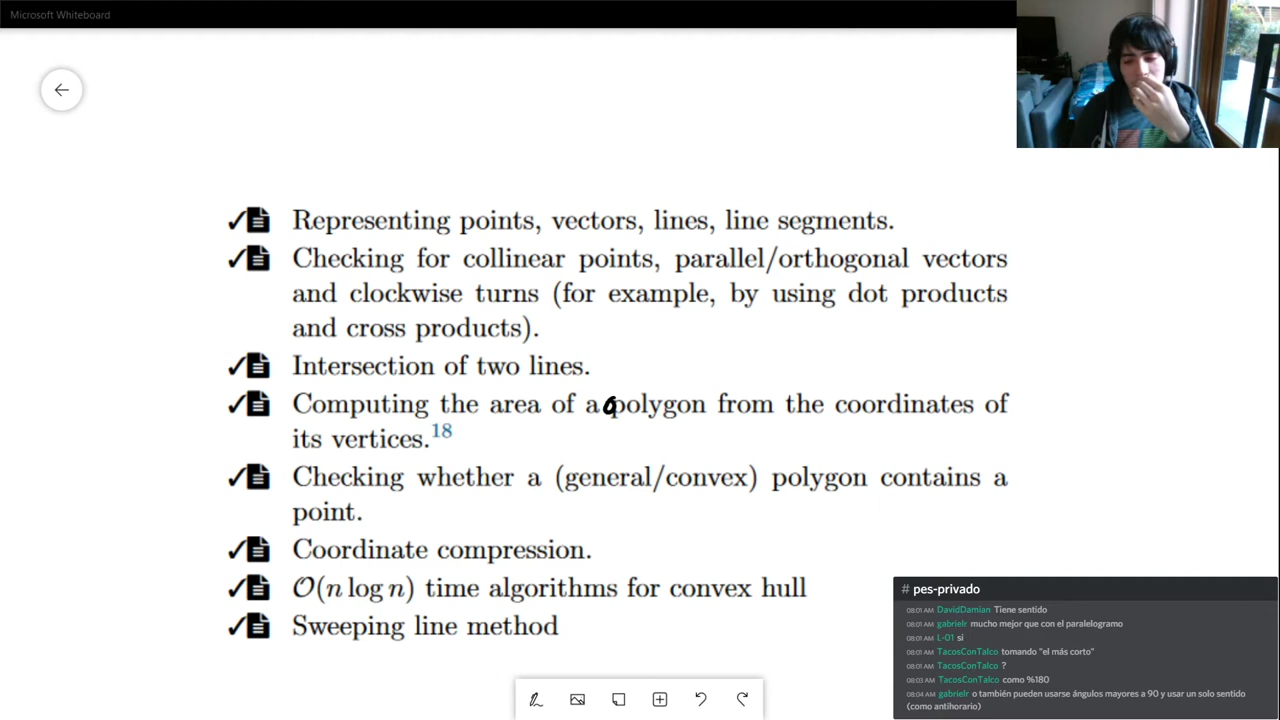 Microsoft Whiteboard
Representing points, vectors, lines, line segments.
Checking for collinear points, parallel/orthogonal vectors
and clockwise turns (for example, by using dot products
and cross products).
Intersection of two lines.
Computing the area of a polygon from the coordinates of
its vertices.18
Checking whether a (general/convex) polygon contains a
point.
Coordinate compression.
O(n log n) time algorithms for convex hull
Sweeping line method
# pes-privado
08:01 AM DavidDamian Tiene sentido
08:01 AM gabrielr mucho mejor que con el paralelogramo
08:01 AM L-01 si
08:01 AM TacosConTalco tomando "el más corto"
08:01 AM TacosConTalco ?
08:03 AM TacosConTalco como %180
08:04 AM gabrielr o también pueden usarse ángulos mayores a 90 y usar un solo sentido
(como antihorario)